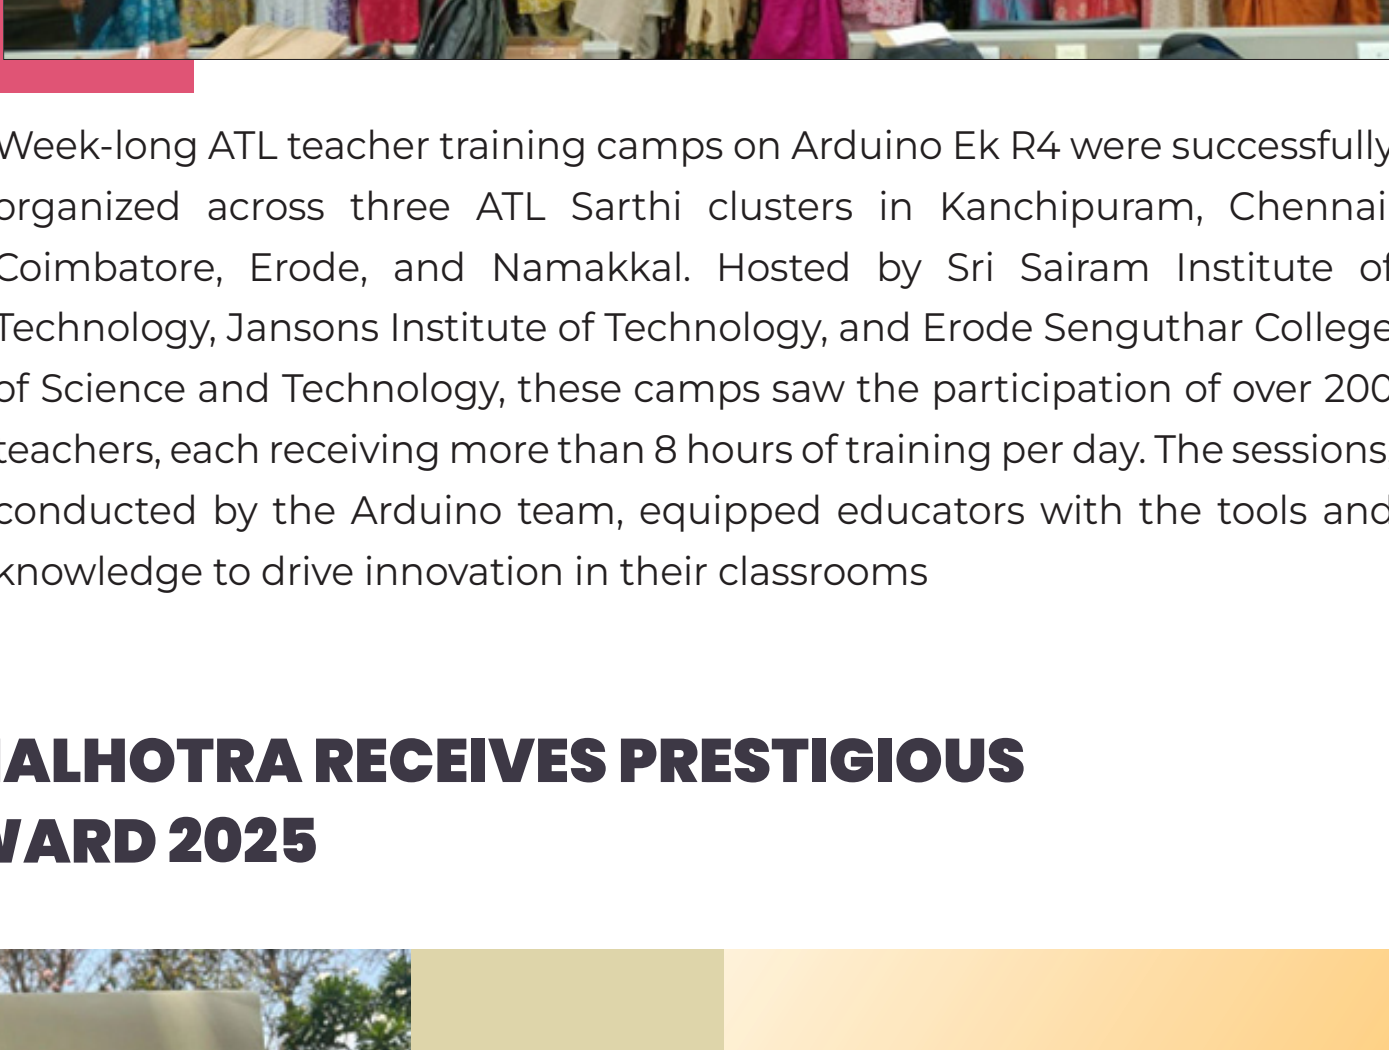 Week-long ATL teacher training camps on Arduino Ek R4 were successfully
organized across three ATL Sarthi clusters in Kanchipuram, Chennai
Coimbatore, Erode, and Namakkal. Hosted by Sri Sairam Institute of
Technology, Jansons Institute of Technology, and Erode Senguthar College
of Science and Technology, these camps saw the participation of over 200
teachers, each receiving more than 8 hours of training per day. The sessions
conducted by the Arduino team, equipped educators with the tools and
knowledge to drive innovation in their classrooms
ALHOTRA RECEIVES PRESTIGIOUS
WARD 2025